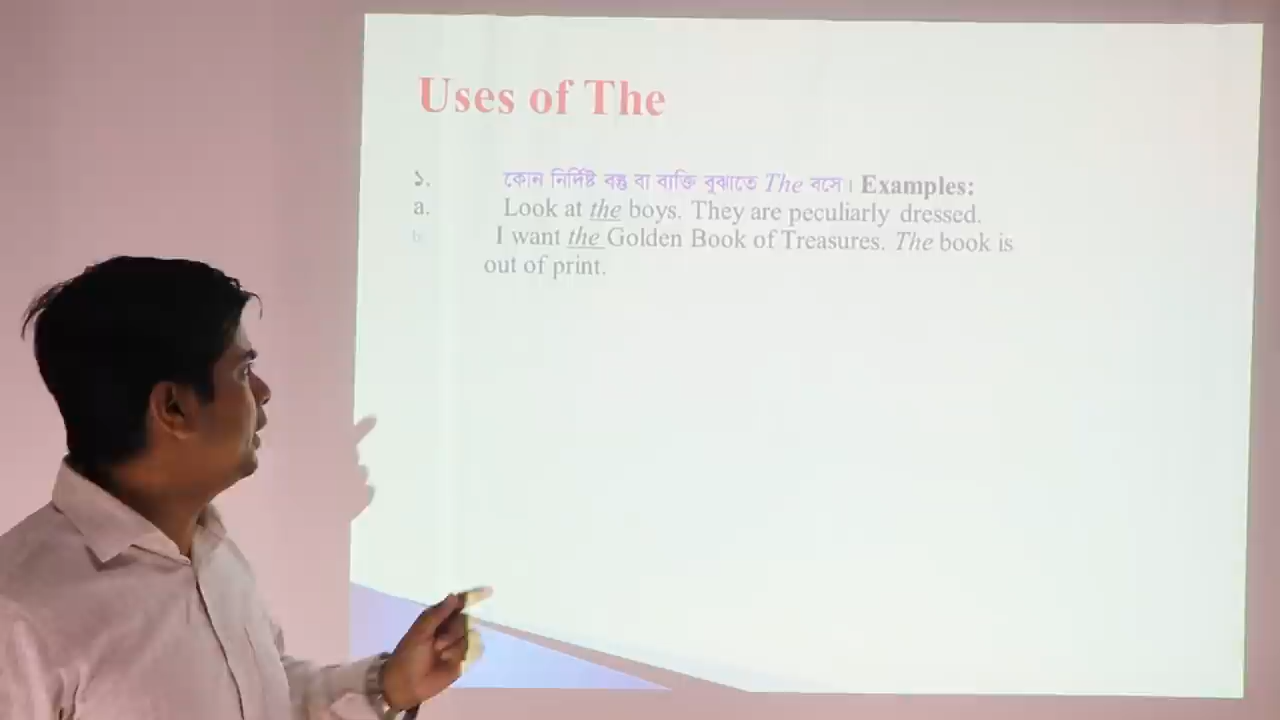 Uses of The
১. কোন নির্দিষ্ট বস্তু বা ব্যক্তি বুঝাতে The বসে। Examples:
a. Look at the boys. They are peculiarly dressed.
b. I want the Golden Book of Treasures. The book is
out of print.